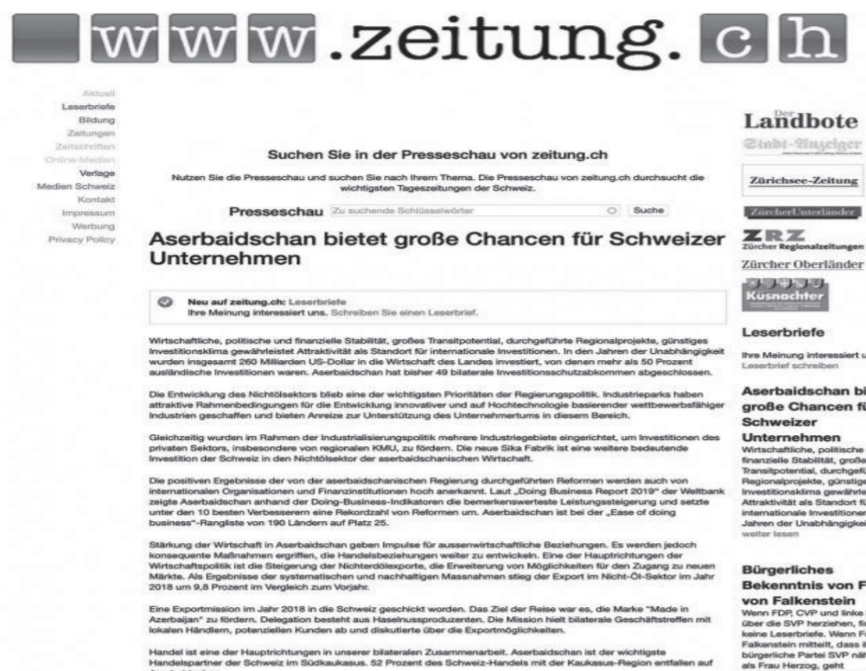 www.zeitung.ch
Aktuell
Leserbriefe
Bildung
Zeitungen
Zeitschriften
Online-Medien
Verlage
Medien Schweiz
Kontakt
Impressum
Werbung
Privacy Policy
Suchen Sie in der Presseschau von zeitung.ch
Nutzen Sie die Presseschau und suchen Sie nach Ihrem Thema. Die Presseschau von zeitung.ch durchsucht die
wichtigsten Tageszeitungen der Schweiz.
Presseschau Zu suchende Schlüsselwörter Suche
Aserbaidschan bietet große Chancen für Schweizer
Unternehmen
Neu auf zeitung.ch: Leserbriefe
Ihre Meinung interessiert uns. Schreiben Sie einen Leserbrief.
Wirtschaftliche, politische und finanzielle Stabilität, großes Transitpotential, durchgeführte Regionalprojekte, günstiges
Investitionsklima gewährleistet Attraktivität als Standort für internationale Investitionen. In den Jahren der Unabhängigkeit
wurden insgesamt 260 Milliarden US-Dollar in die Wirtschaft des Landes investiert, von denen mehr als 50 Prozent
ausländische Investitionen waren. Aserbaidschan hat bisher 49 bilaterale Investitionsschutzabkommen abgeschlossen.
Die Entwicklung des Nichtölsektors blieb eine der wichtigsten Prioritäten der Regierungspolitik. Industrieparks haben
attraktive Rahmenbedingungen für die Entwicklung innovativer und auf Hochtechnologie basierender wettbewerbsfähiger
Industrien geschaffen und bieten Anreize zur Unterstützung des Unternehmertums in diesem Bereich.
Gleichzeitig wurden im Rahmen der Industrialisierungspolitik mehrere Industriegebiete eingerichtet, um Investitionen des
privaten Sektors, insbesondere von regionalen KMU, zu fördern. Die neue Sika Fabrik ist eine weitere bedeutende
Investition der Schweiz in den Nichtölsektor der aserbaidschanischen Wirtschaft.
Die positiven Ergebnisse der von der aserbaidschanischen Regierung durchgeführten Reformen werden auch von
internationalen Organisationen und Finanzinstitutionen hoch anerkannt. Laut „Doing Business Report 2019“ der Weltbank
zeigte Aserbaidschan anhand der Doing-Business-Indikatoren die bemerkenswerteste Leistungssteigerung und setzte
unter den 10 besten Verbesserern eine Rekordzahl von Reformen um. Aserbaidschan ist bei der „Ease of doing
business“-Rangliste von 190 Ländern auf Platz 25.
Stärkung der Wirtschaft in Aserbaidschan geben Impulse für aussenwirtschaftliche Beziehungen. Es werden jedoch
konsequente Maßnahmen ergriffen, die Handelsbeziehungen weiter zu entwickeln. Eine der Hauptrichtungen der
Wirtschaftspolitik ist die Steigerung der Nichterdölexporte, die Erweiterung von Möglichkeiten für den Zugang zu neuen
Märkte. Als Ergebnisse der systematischen und nachhaltigen Massnahmen stieg der Export im Nicht-Öl-Sektor im Jahr
2018 um 9,8 Prozent im Vergleich zum Vorjahr.
Eine Exportmission im Jahr 2018 in die Schweiz geschickt worden. Das Ziel der Reise war es, die Marke "Made in
Azerbaijan" zu fördern. Delegation besteht aus Haselnussproduzenten. Die Mission hielt bilaterale Geschäftstreffen mit
lokalen Händlern, potenziellen Kunden ab und diskutierte über die Exportmöglichkeiten.
Handel ist eine der Hauptrichtungen in unserer bilateralen Zusammenarbeit. Aserbaidschan ist der wichtigste
Handelspartner der Schweiz im Südkaukasus. 52 Prozent des Schweiz-Handels mit der Kaukasus-Region entfallen auf
Der Landbote
Stadt-Anzeiger
Zürichsee-Zeitung
Zürcher Unterländer
ZRZ
Zürcher Regionalzeitungen
Zürcher Oberländer
Küsnachter
Leserbriefe
Ihre Meinung interessiert u
Leserbrief schreiben
Aserbaidschan bi
große Chancen fü
Schweizer
Unternehmen
Wirtschaftliche, politische
finanzielle Stabilität, große
Transitpotential, durchgefü
Regionalprojekte, günstige
Investitionsklima gewährle
Attraktivität als Standort fü
internationale Investitionen
Jahren der Unabhängigkei
weiter lesen
Bürgerliches
Bekenntnis von F
von Falkenstein
Wenn FDP, CVP und linke
über die SVP herziehen, fi
keine Leserbriefe. Wenn F
Falkenstein mitteilt, dass i
bürgerliche Partei SVP nä
als Frau Herzog, geht